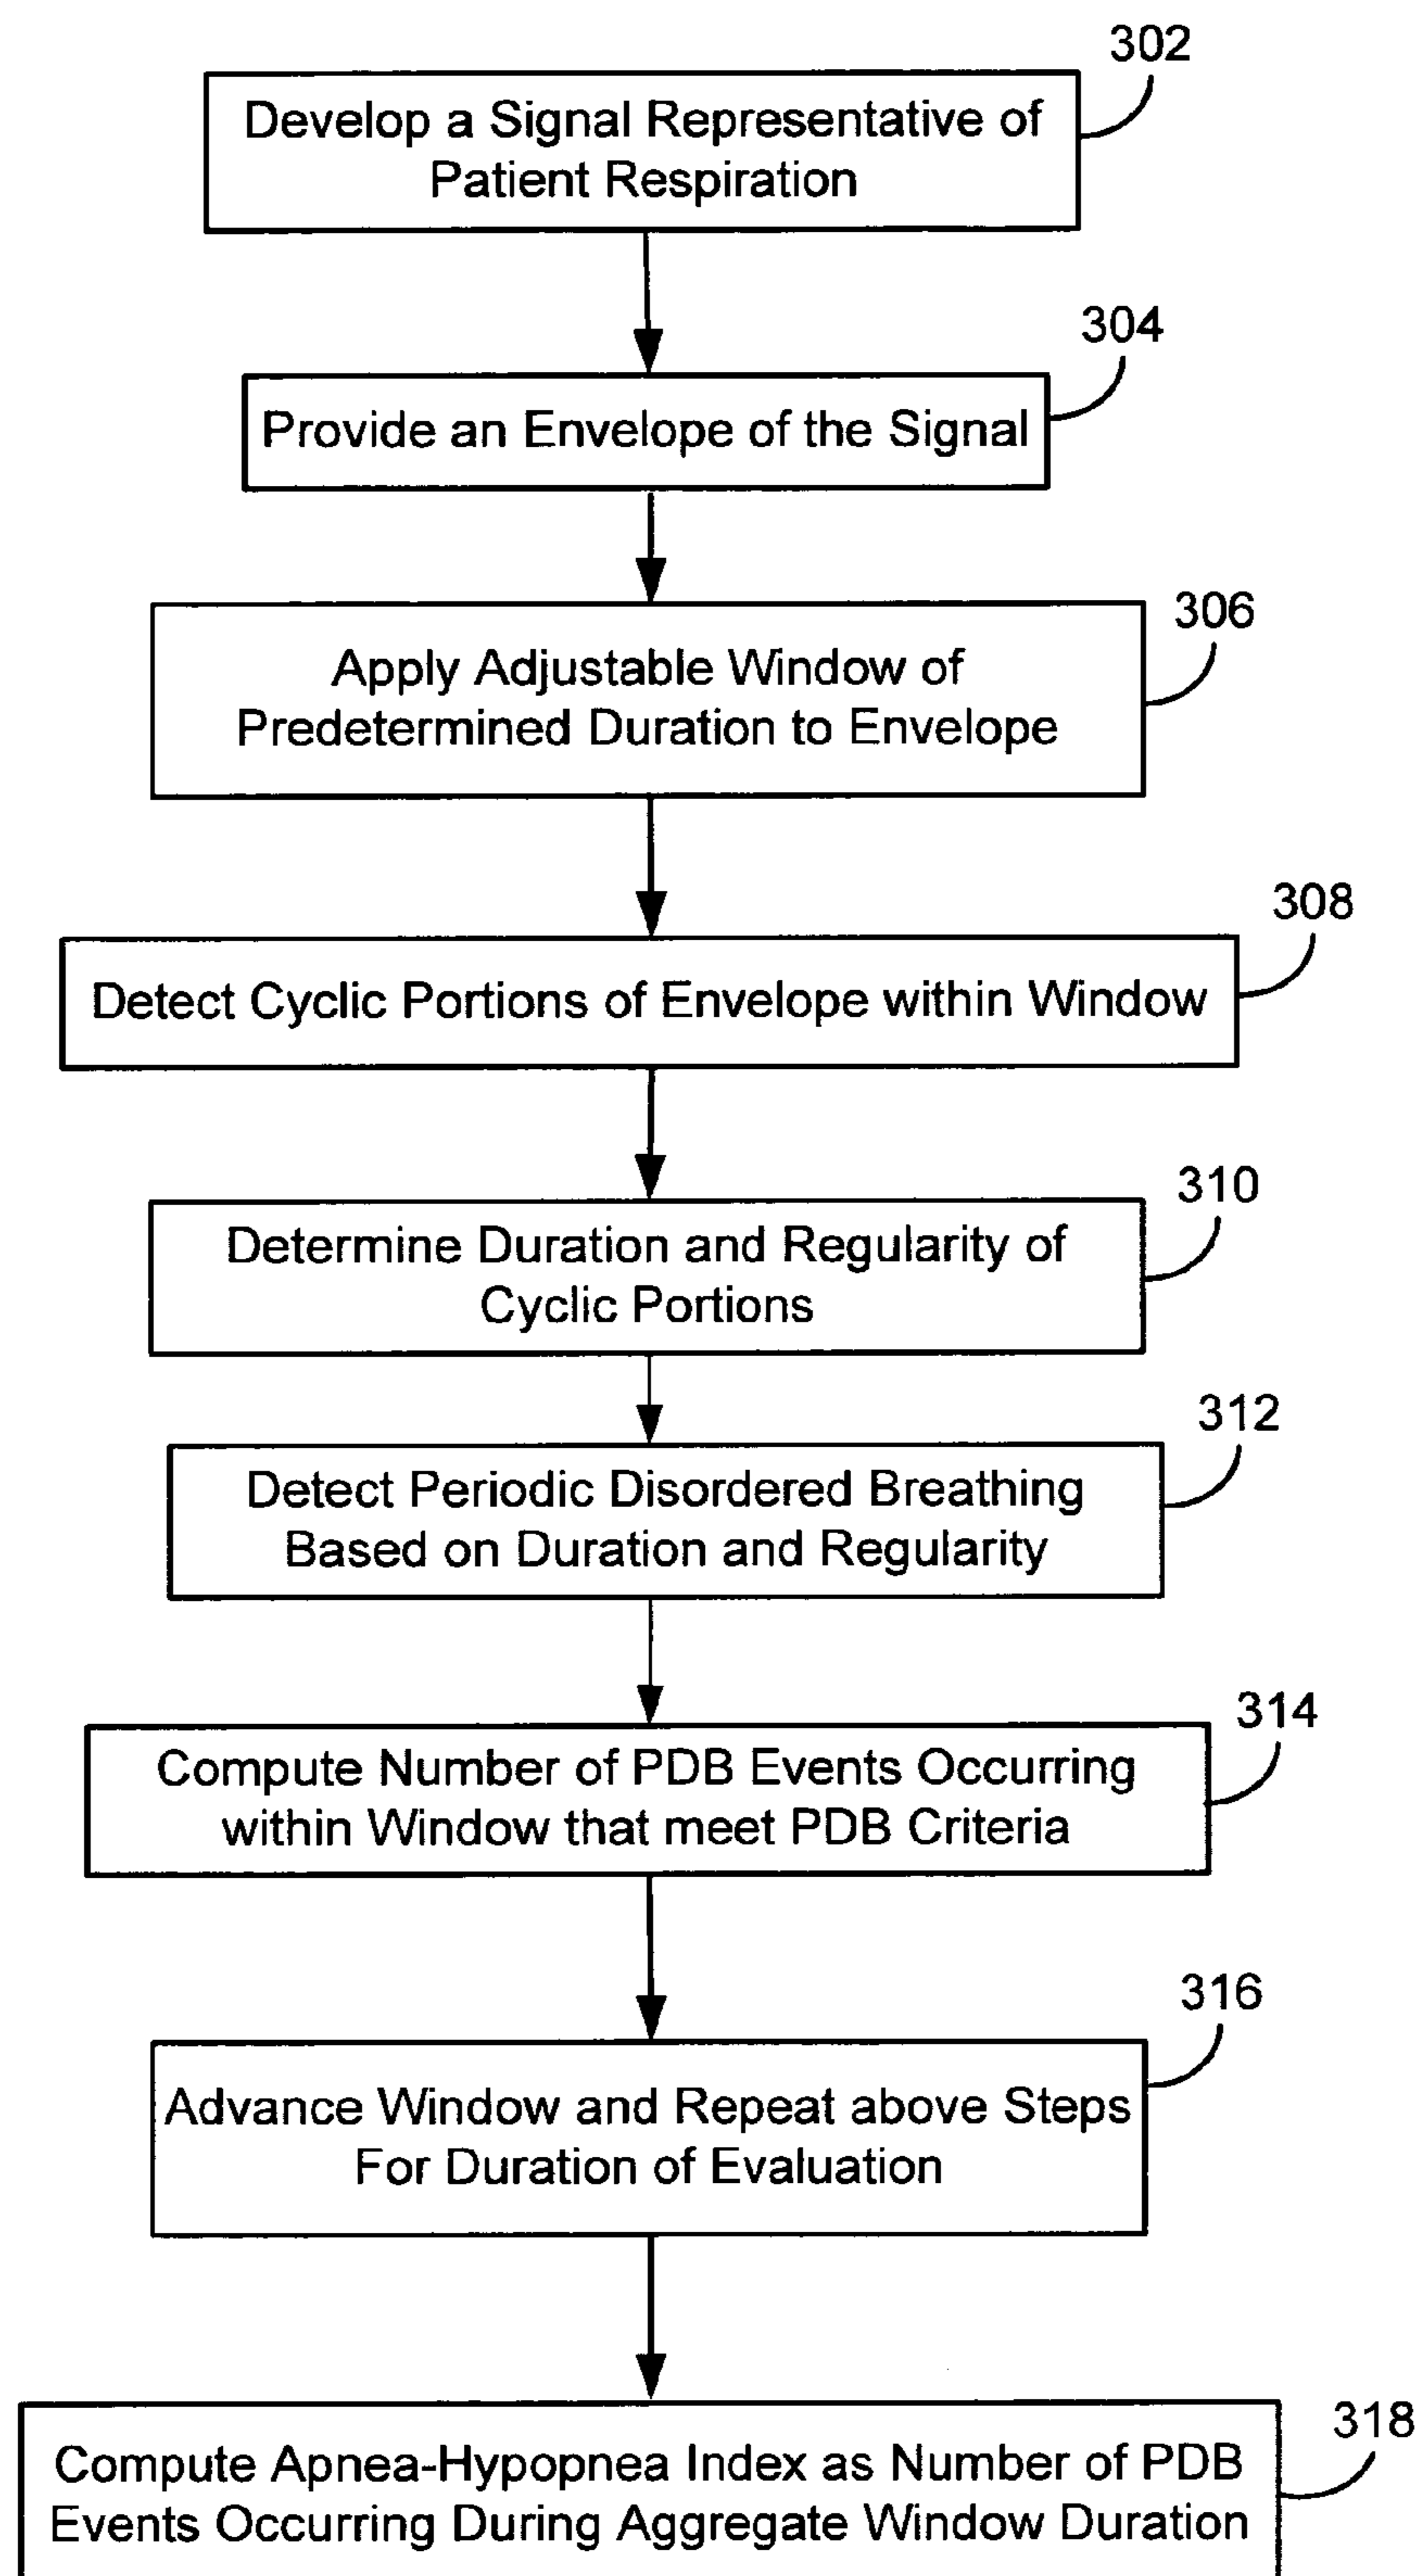 302
Develop a Signal Representative of
Patient Respiration
304
Provide an Envelope of the Signal
306
Apply Adjustable Window of
Predetermined Duration to Envelope
308
Detect Cyclic Portions of Envelope within Window
310
Determine Duration and Regularity of
Cyclic Portions
312
Detect Periodic Disordered Breathing
Based on Duration and Regularity
314
Compute Number of PDB Events Occurring
within Window that meet PDB Criteria
316
Advance Window and Repeat above Steps
For Duration of Evaluation
318
Compute Apnea-Hypopnea Index as Number of PDB
Events Occurring During Aggregate Window Duration